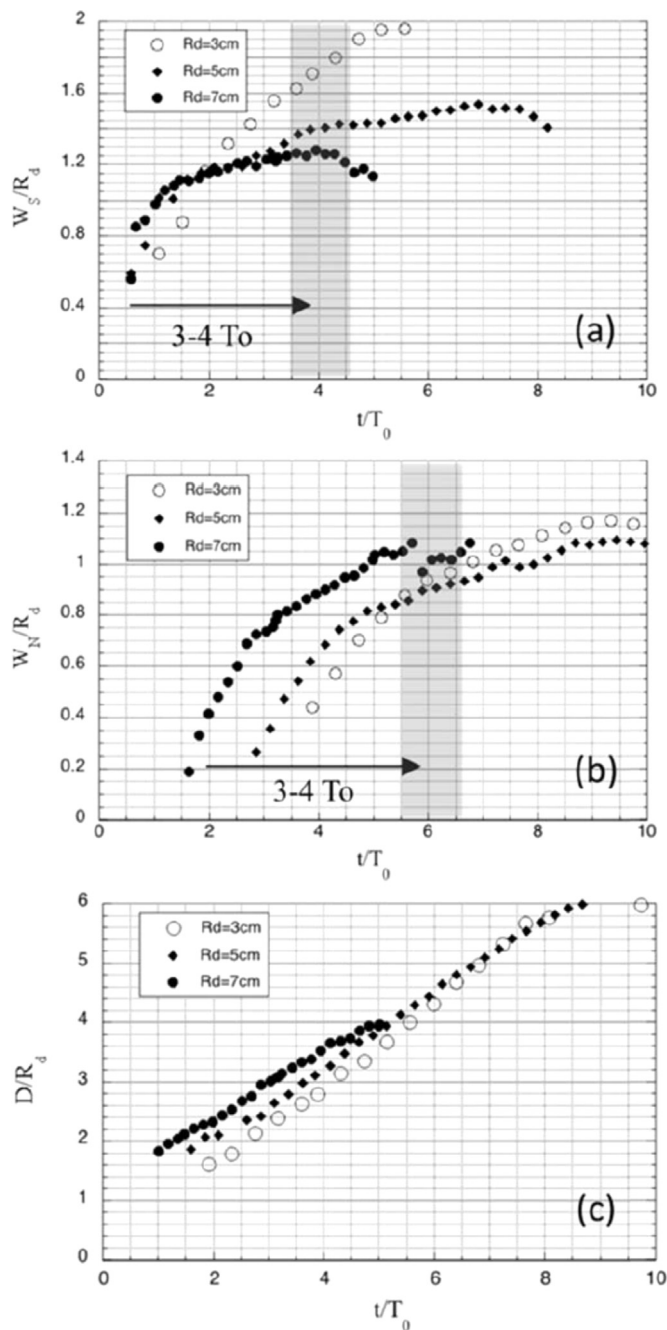 2
1.6
1.2
0.8
0.4
0
W_S/R_d
Rd=3cm
Rd=5cm
Rd=7cm
3-4 To
(a)
0 2 4 6 8 10
t/T_0
1.4
1.2
1
0.8
0.6
0.4
0.2
0
W_N/R_d
Rd=3cm
Rd=5cm
Rd=7cm
3-4 To
(b)
0 2 4 6 8 10
t/T_0
6
5
4
3
2
1
0
D/R_d
Rd=3cm
Rd=5cm
Rd=7cm
(c)
0 2 4 6 8 10
t/T_0